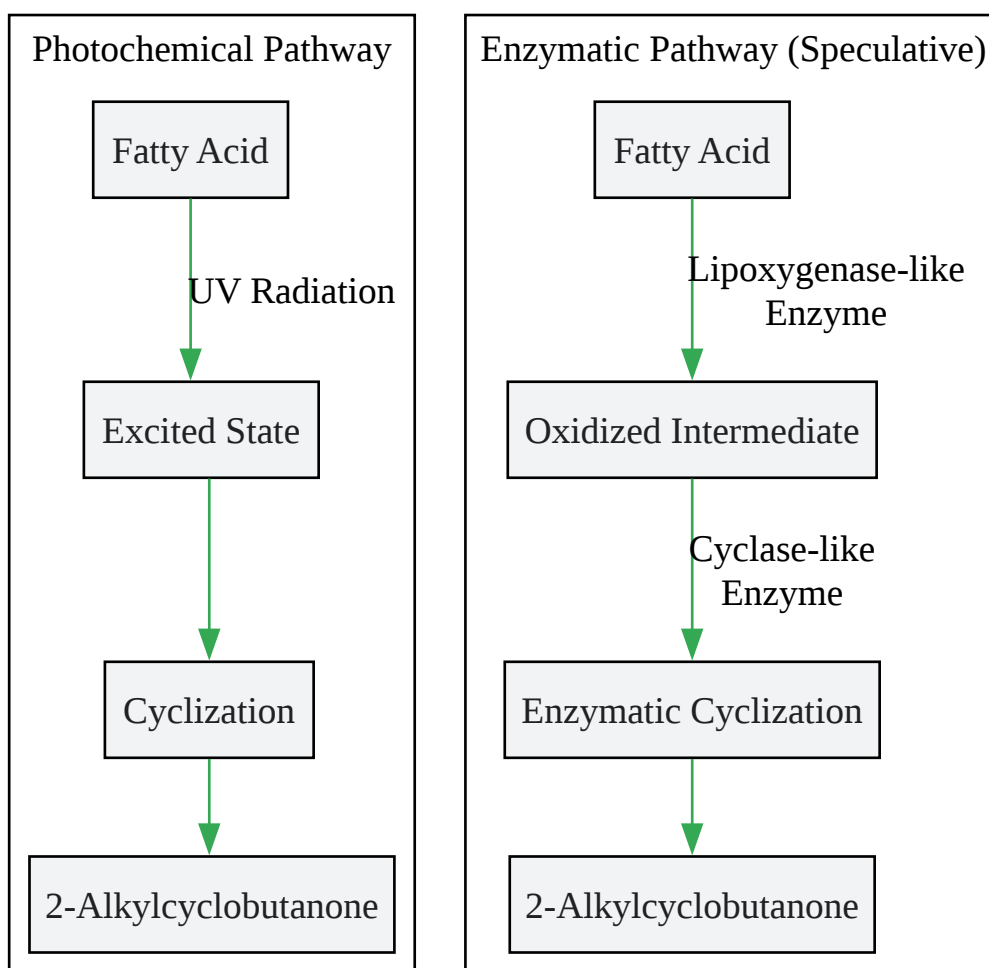 Photochemical Pathway
Fatty Acid
UV Radiation
Excited State
Cyclization
2-Alkylcyclobutanone
Enzymatic Pathway (Speculative)
Fatty Acid
Lipoxygenase-like
Enzyme
Oxidized Intermediate
Cyclase-like
Enzyme
Enzymatic Cyclization
2-Alkylcyclobutanone